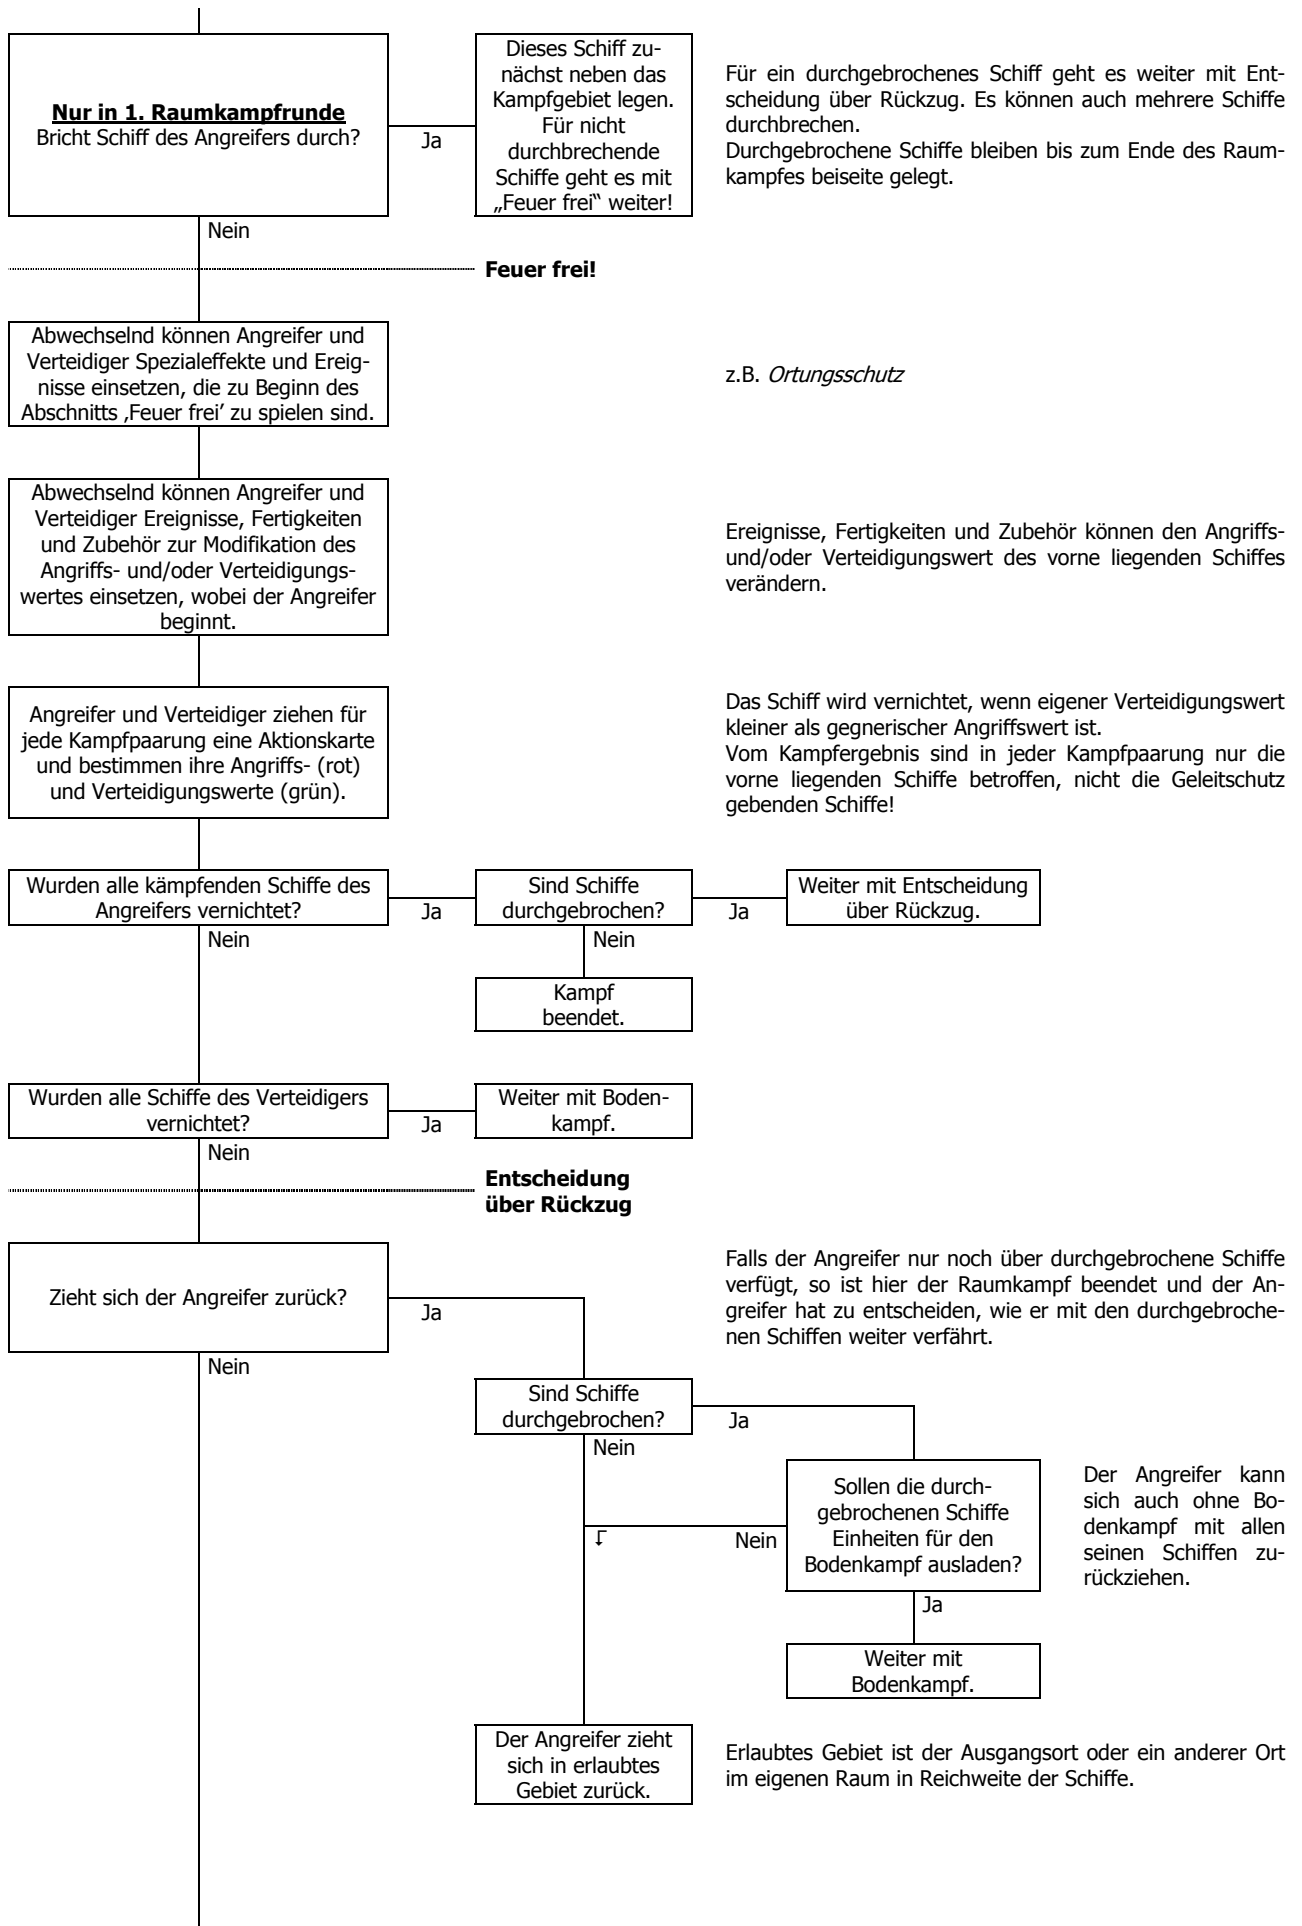 Nur in 1. Raumkampfrunde
Bricht Schiff des Angreifers durch?
Ja
Dieses Schiff zu-
nächst neben das
Kampfgebiet legen.
Für nicht
durchbrechende
Schiffe geht es mit
„Feuer frei“ weiter!
Für ein durchgebrochenes Schiff geht es weiter mit Ent-
scheidung über Rückzug. Es können auch mehrere Schiffe
durchbrechen.
Durchgebrochene Schiffe bleiben bis zum Ende des Raum-
kampfes beiseite gelegt.
Nein
Feuer frei!
Abwechselnd können Angreifer und
Verteidiger Spezialeffekte und Ereig-
nisse einsetzen, die zu Beginn des
Abschnitts ‚Feuer frei’ zu spielen sind.
z.B. Ortungsschutz
Abwechselnd können Angreifer und
Verteidiger Ereignisse, Fertigkeiten
und Zubehör zur Modifikation des
Angriffs- und/oder Verteidigungs-
wertes einsetzen, wobei der Angreifer
beginnt.
Ereignisse, Fertigkeiten und Zubehör können den Angriffs-
und/oder Verteidigungswert des vorne liegenden Schiffes
verändern.
Angreifer und Verteidiger ziehen für
jede Kampfpaarung eine Aktionskarte
und bestimmen ihre Angriffs- (rot)
und Verteidigungswerte (grün).
Das Schiff wird vernichtet, wenn eigener Verteidigungswert
kleiner als gegnerischer Angriffswert ist.
Vom Kampfergebnis sind in jeder Kampfpaarung nur die
vorne liegenden Schiffe betroffen, nicht die Geleitschutz
gebenden Schiffe!
Wurden alle kämpfenden Schiffe des
Angreifers vernichtet?
Ja
Sind Schiffe
durchgebrochen?
Ja
Weiter mit Entscheidung
über Rückzug.
Nein
Nein
Kampf
beendet.
Wurden alle Schiffe des Verteidigers
vernichtet?
Ja
Weiter mit Boden-
kampf.
Nein
Entscheidung
über Rückzug
Zieht sich der Angreifer zurück?
Ja
Falls der Angreifer nur noch über durchgebrochene Schiffe
verfügt, so ist hier der Raumkampf beendet und der An-
greifer hat zu entscheiden, wie er mit den durchgebroche-
nen Schiffen weiter verfährt.
Nein
Sind Schiffe
durchgebrochen?
Ja
Nein
Sollen die durch-
gebrochenen Schiffe
Einheiten für den
Bodenkampf ausladen?
Nein
Der Angreifer kann
sich auch ohne Bo-
denkampf mit allen
seinen Schiffen zu-
rückziehen.
Ja
Weiter mit
Bodenkampf.
Der Angreifer zieht
sich in erlaubtes
Gebiet zurück.
Erlaubtes Gebiet ist der Ausgangsort oder ein anderer Ort
im eigenen Raum in Reichweite der Schiffe.